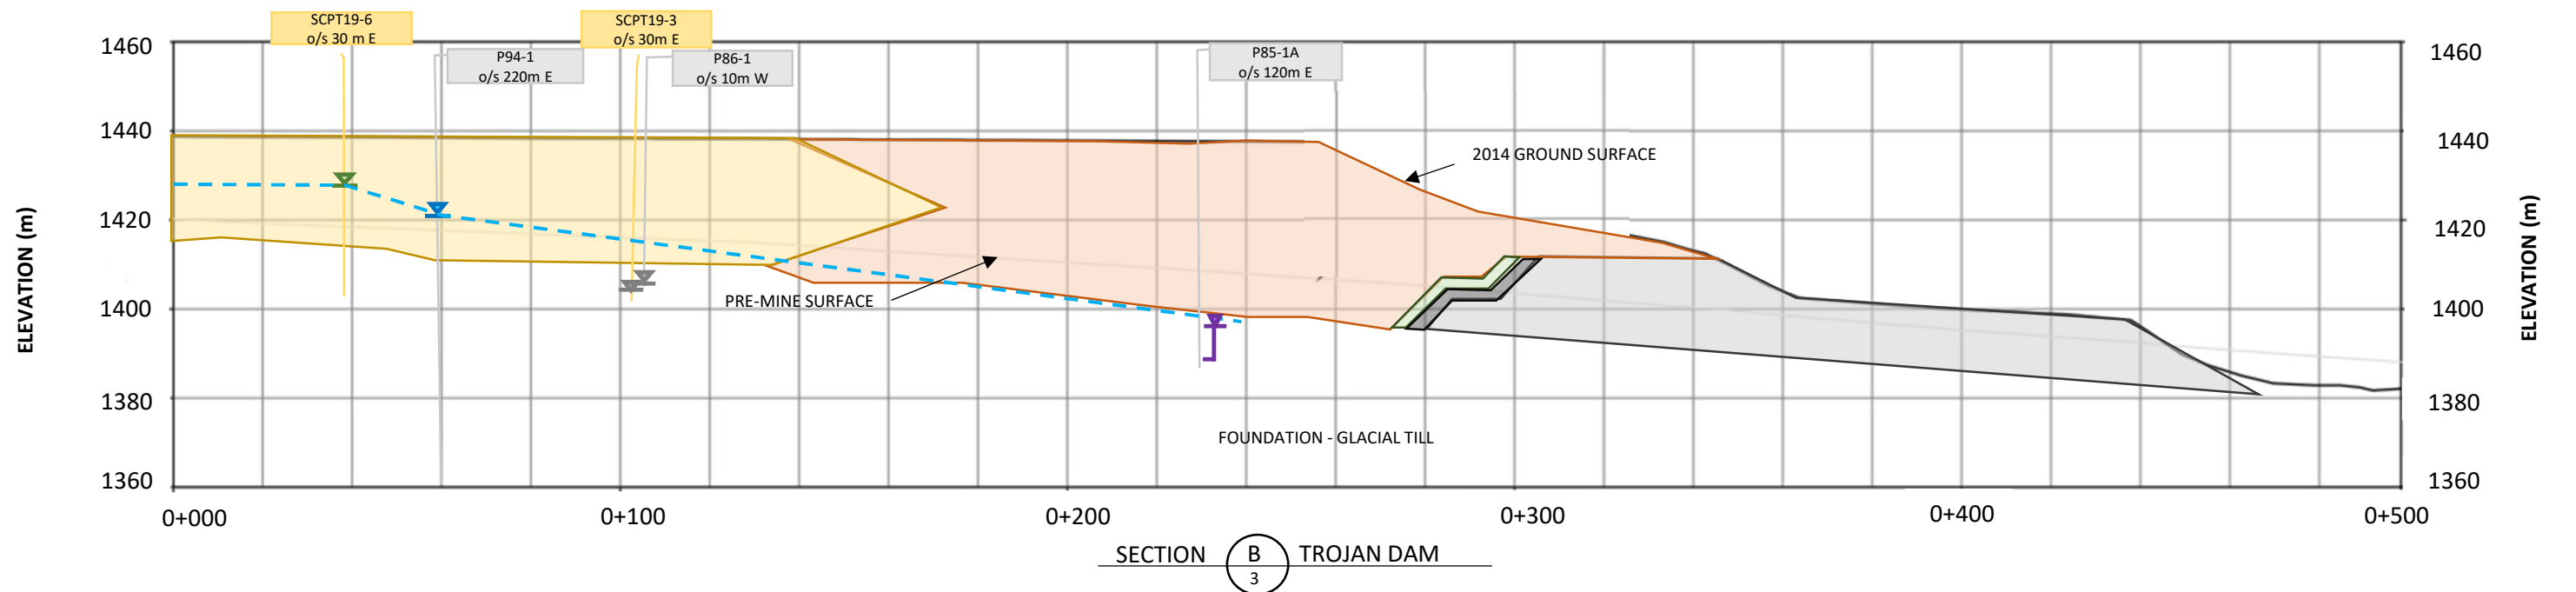 SCPT19-6
o/s 30 m E
SCPT19-3
o/s 30m E
P94-1
o/s 220m E
P86-1
o/s 10m W
P85-1A
o/s 120m E
1460
1440
1420
1400
1380
1360
ELEVATION (m)
2014 GROUND SURFACE
PRE-MINE SURFACE
FOUNDATION - GLACIAL TILL
1460
1440
1420
1400
1380
1360
ELEVATION (m)
0+000 0+100 0+200 0+300 0+400 0+500
SECTION B TROJAN DAM
3